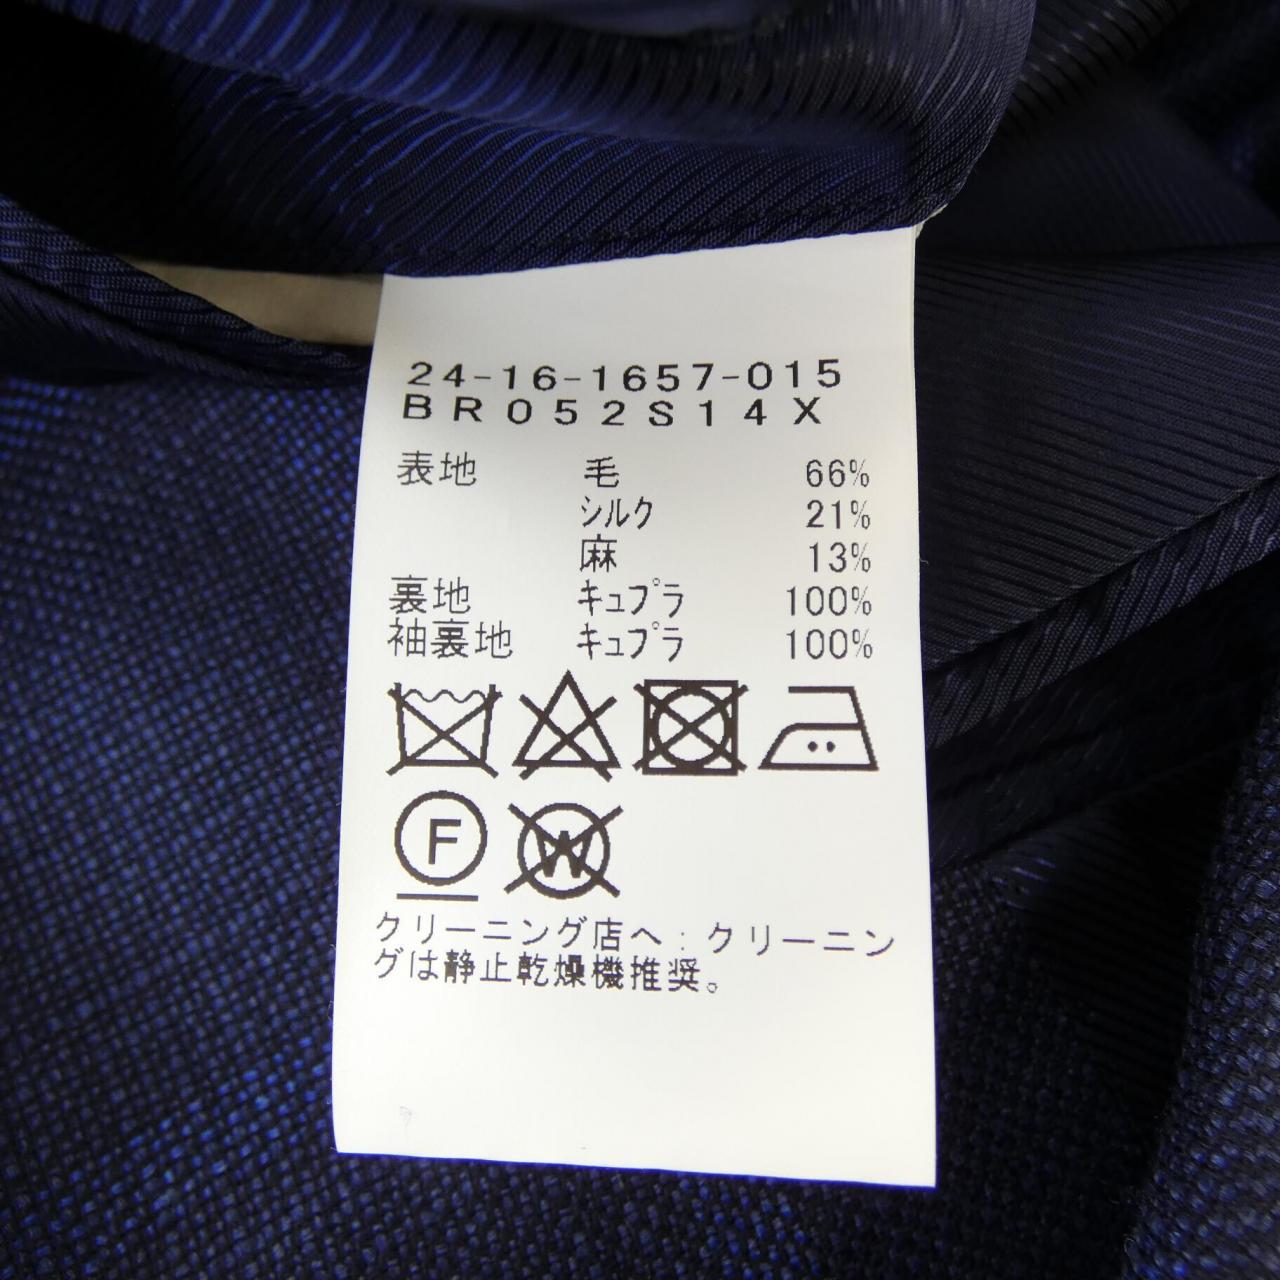 24-16-1657-015
BR052S14X
表地 毛 66%
シルク 21%
麻 13%
裏地 キュプラ 100%
袖裏地 キュプラ 100%
F W
クリーニング店へ:クリーニン
グは静止乾燥機推奨。